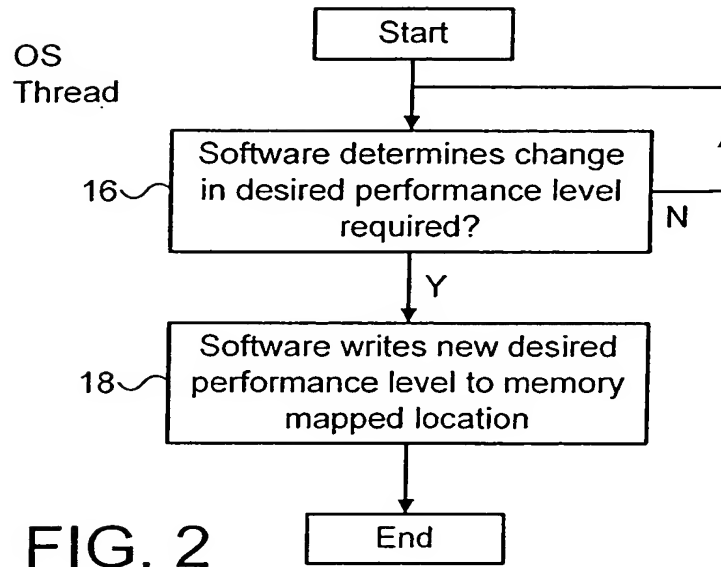 Start
OS
Thread
16
Software determines change
in desired performance level
required?
N
Y
18
Software writes new desired
performance level to memory
mapped location
End
FIG. 2